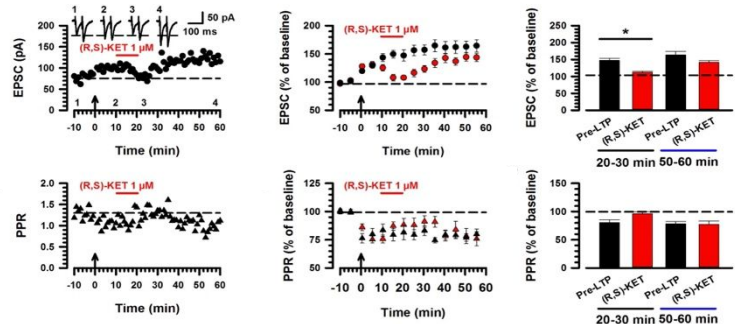 1 2 3 4
50 pA
100 ms
(R,S)-KET 1 µM
EPSC (pA)
200
150
100
50
0
1 2 3 4
-10 0 10 20 30 40 50 60
Time (min)
(R,S)-KET 1 µM
EPSC (% of baseline)
200
150
100
50
-10 0 10 20 30 40 50 60
Time (min)
*
EPSC (% of baseline)
250
200
150
100
50
0
Pre-LTP
(R,S)-KET
Pre-LTP
(R,S)-KET
20-30 min
50-60 min
(R,S)-KET 1 µM
PPR
2.0
1.5
1.0
0.5
0.0
-10 0 10 20 30 40 50 60
Time (min)
(R,S)-KET 1 µM
PPR (% of baseline)
125
100
75
50
-10 0 10 20 30 40 50 60
Time (min)
PPR (% of baseline)
150
100
50
0
Pre-LTP
(R,S)-KET
Pre-LTP
(R,S)-KET
20-30 min
50-60 min